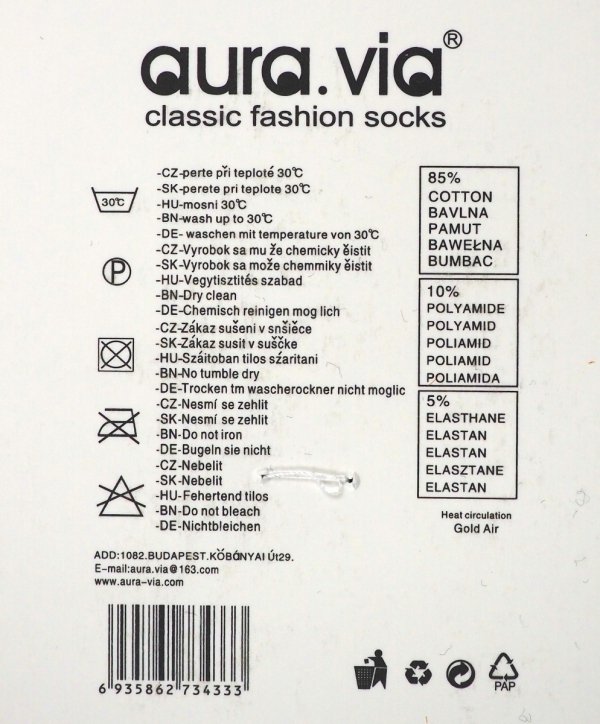 aura.via®
classic fashion socks
-CZ-perte při teploté 30℃
-SK-perete pri teplote 30℃
30℃
-HU-mosni 30℃
-BN-wash up to 30℃
-DE- waschen mit temperature von 30℃
-CZ-Vyrobok sa mu že chemicky ěistit
P
-SK-Vyrobok sa može chemmiky ěistit
-HU-Vegytisztités szabad
-BN-Dry clean
-DE-Chemisch reinigen mog lich
-CZ-Zákaz sušeni v snšièce
-SK-Zákaz susit v suščke
-HU-Száitoban tilos sźaritani
-BN-No tumble dry
-DE-Trocken tm wascherockner nicht moglic
-CZ-Nesmí se zehlit
-SK-Nesmí se zehlit
-BN-Do not iron
-DE-Bugeln sie nicht
-CZ-Nebelit
-SK-Nebelit
-HU-Fehertend tilos
-BN-Do not bleach
-DE-Nichtbleichen
85%
COTTON
BAVLNA
PAMUT
BAWEŁNA
BUMBAC
10%
POLYAMIDE
POLYAMID
POLIAMID
POLIAMID
POLIAMIDA
5%
ELASTHANE
ELASTAN
ELASTAN
ELASZTANE
ELASTAN
Heat circulation
Gold Air
ADD:1082.BUDAPEST.KŐBÁNYAI Út29.
E-mail:aura.via@163.com
www.aura-via.com
6 935862 734333
PAP